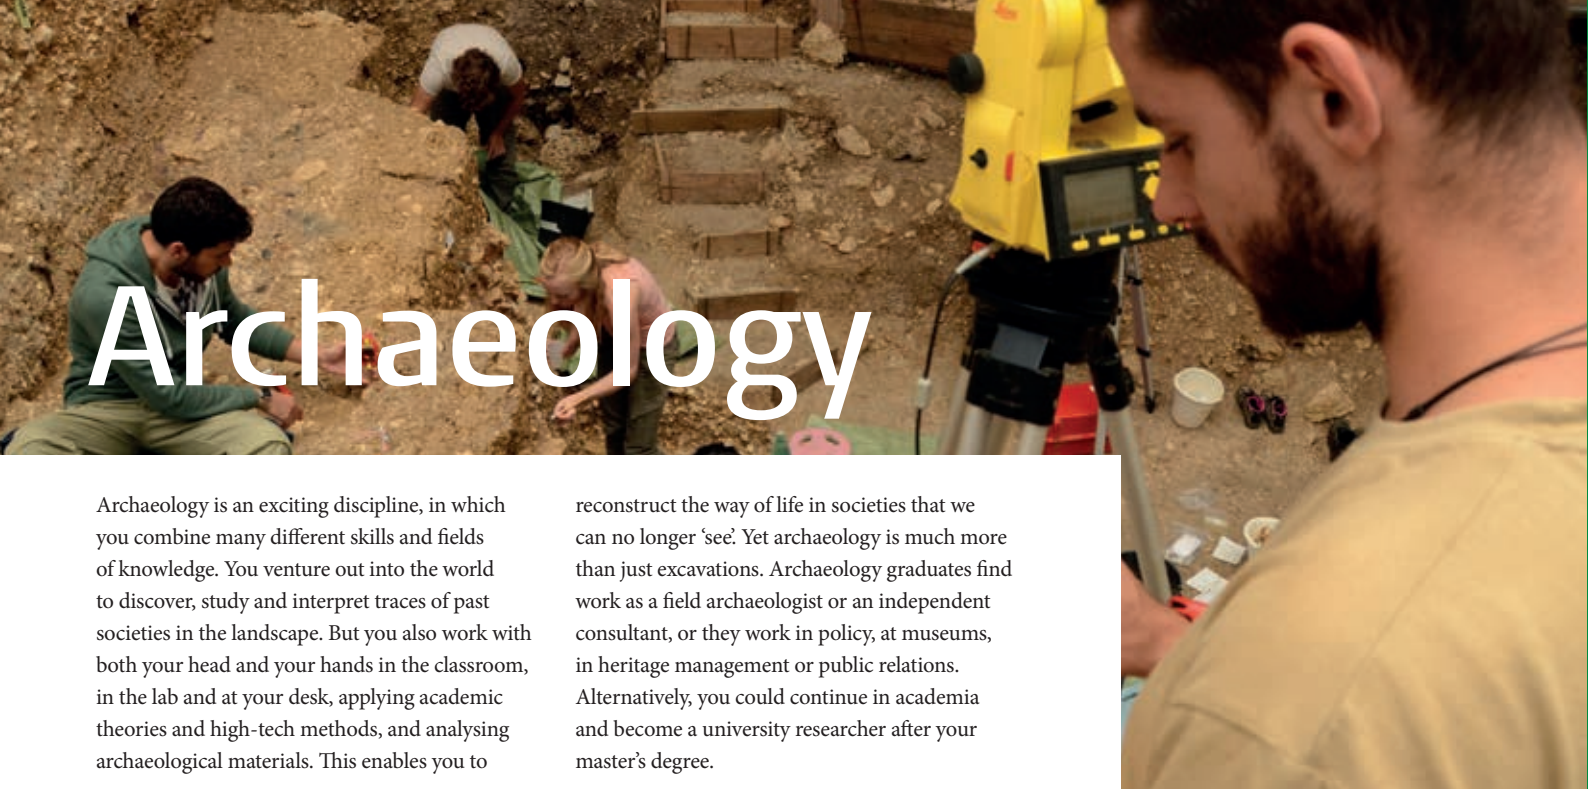 Archaeology
Archaeology is an exciting discipline, in which
you combine many different skills and fields
of knowledge. You venture out into the world
to discover, study and interpret traces of past
societies in the landscape. But you also work with
both your head and your hands in the classroom,
in the lab and at your desk, applying academic
theories and high-tech methods, and analysing
archaeological materials. This enables you to
reconstruct the way of life in societies that we
can no longer ‘see’. Yet archaeology is much more
than just excavations. Archaeology graduates find
work as a field archaeologist or an independent
consultant, or they work in policy, at museums,
in heritage management or public relations.
Alternatively, you could continue in academia
and become a university researcher after your
master’s degree.